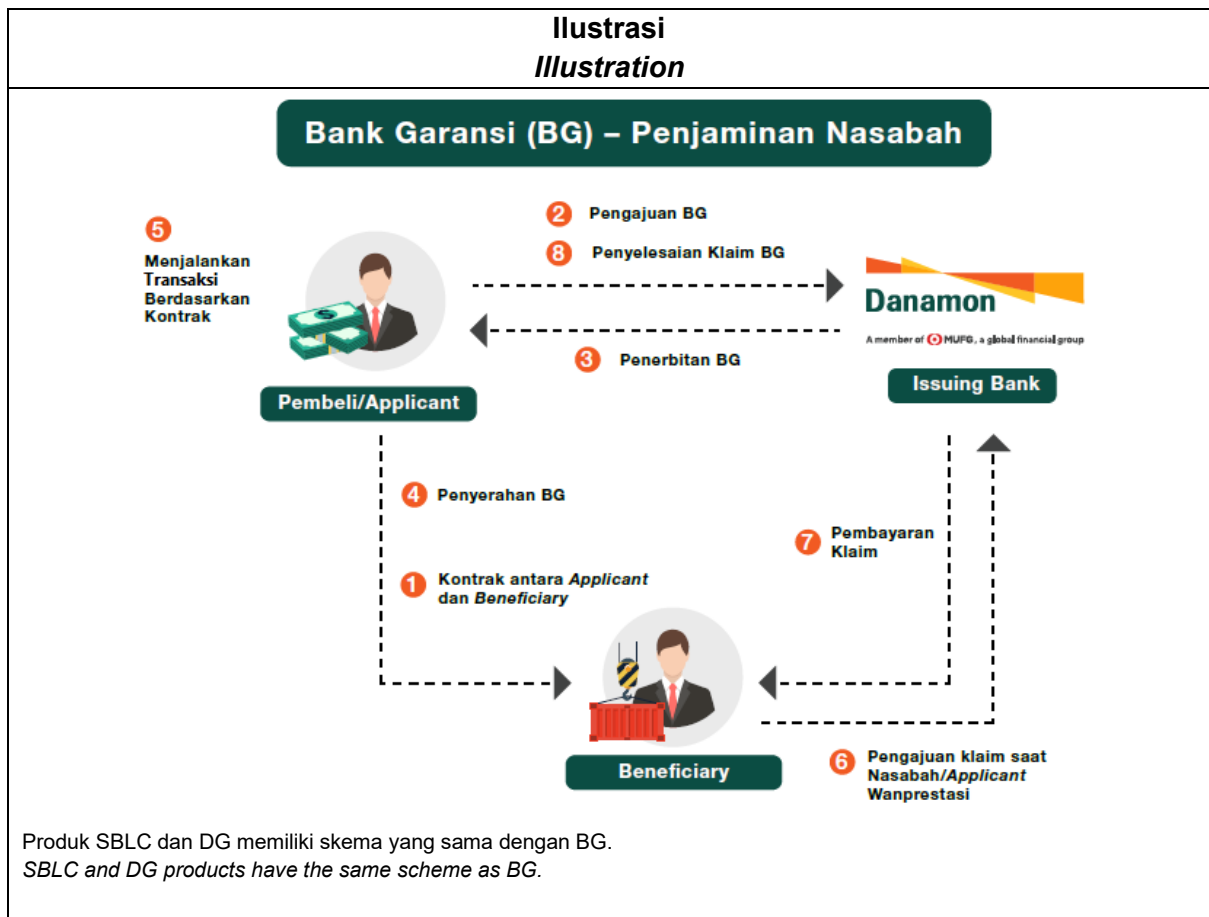 Ilustrasi
Illustration
Bank Garansi (BG) – Penjaminan Nasabah
5
Menjalankan
Transaksi
Berdasarkan
Kontrak
2 Pengajuan BG
8 Penyelesaian Klaim BG
3 Penerbitan BG
Danamon
A member of MUFG, a global financial group
Pembeli/Applicant
Issuing Bank
4 Penyerahan BG
1 Kontrak antara Applicant
dan Beneficiary
7 Pembayaran
Klaim
Beneficiary
6 Pengajuan klaim saat
Nasabah/Applicant
Wanprestasi
Produk SBLC dan DG memiliki skema yang sama dengan BG.
SBLC and DG products have the same scheme as BG.